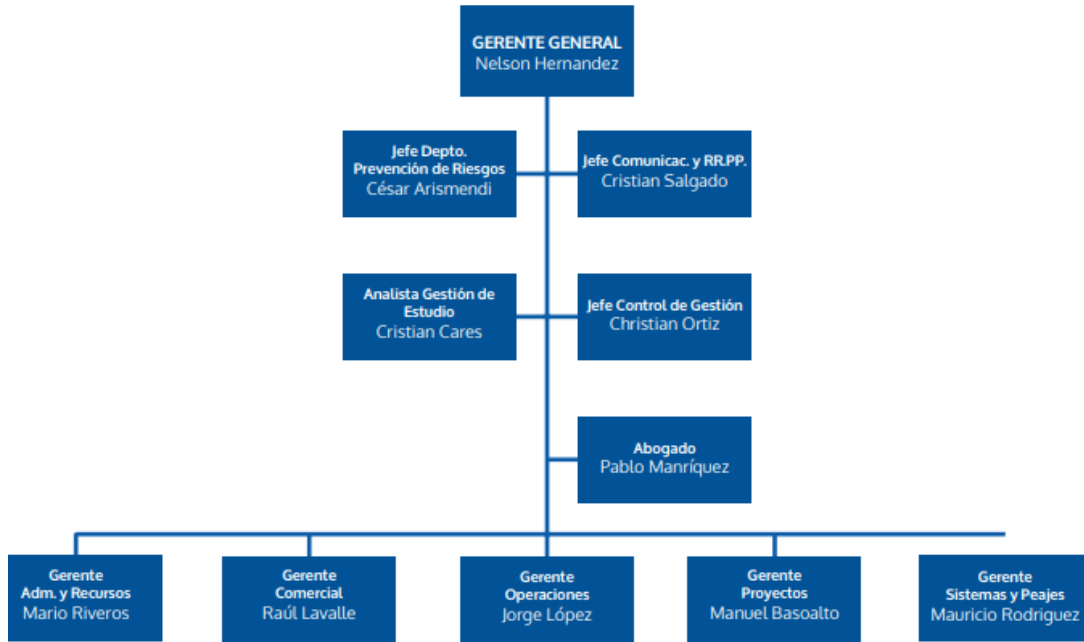 GERENTE GENERAL
Nelson Hernandez
Jefe Depto.
Prevención de Riesgos
César Arismendi
Jefe Comunicac. y RR.PP.
Cristian Salgado
Analista Gestión de
Estudio
Cristian Cares
Jefe Control de Gestión
Christian Ortiz
Abogado
Pablo Manríquez
Gerente
Adm. y Recursos
Mario Riveros
Gerente
Comercial
Raúl Lavalle
Gerente
Operaciones
Jorge López
Gerente
Proyectos
Manuel Basoalto
Gerente
Sistemas y Peajes
Mauricio Rodriguez